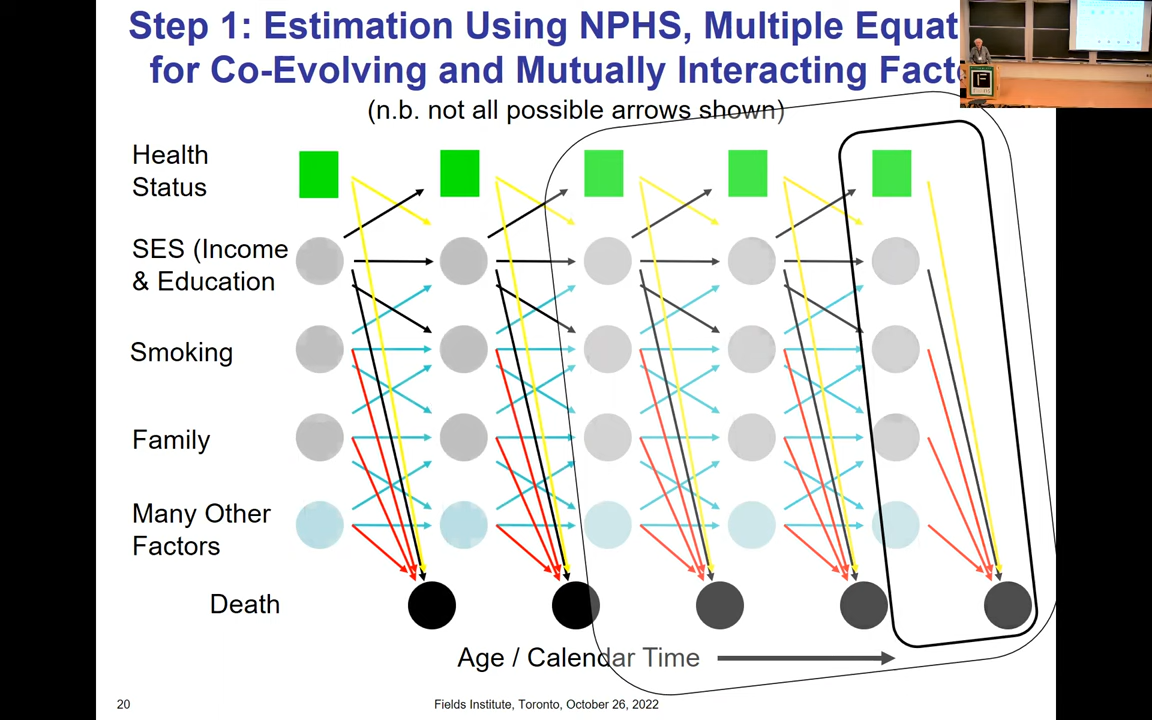 Step 1: Estimation Using NPHS, Multiple
for Co-Evolving and Mutually Interacting
(n.b. not all possible arrows shown)
Health
Status
SES (Income
& Education
Smoking
Family
Many Other
Factors
Death
Age / Calendar Time
20
Fields Institute, Toronto, October 26, 2022